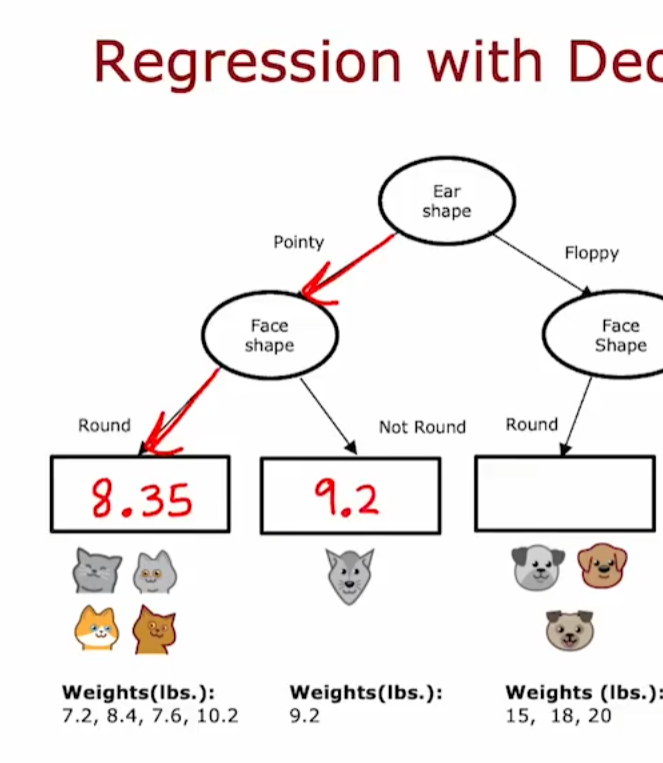 Regression with Dec
Ear
shape
Pointy
Floppy
Face
shape
Face
Shape
Round
Not Round
Round
8.35
9.2
Weights(lbs.):
7.2, 8.4, 7.6, 10.2
Weights(lbs.):
9.2
Weights (lbs.):
15, 18, 20